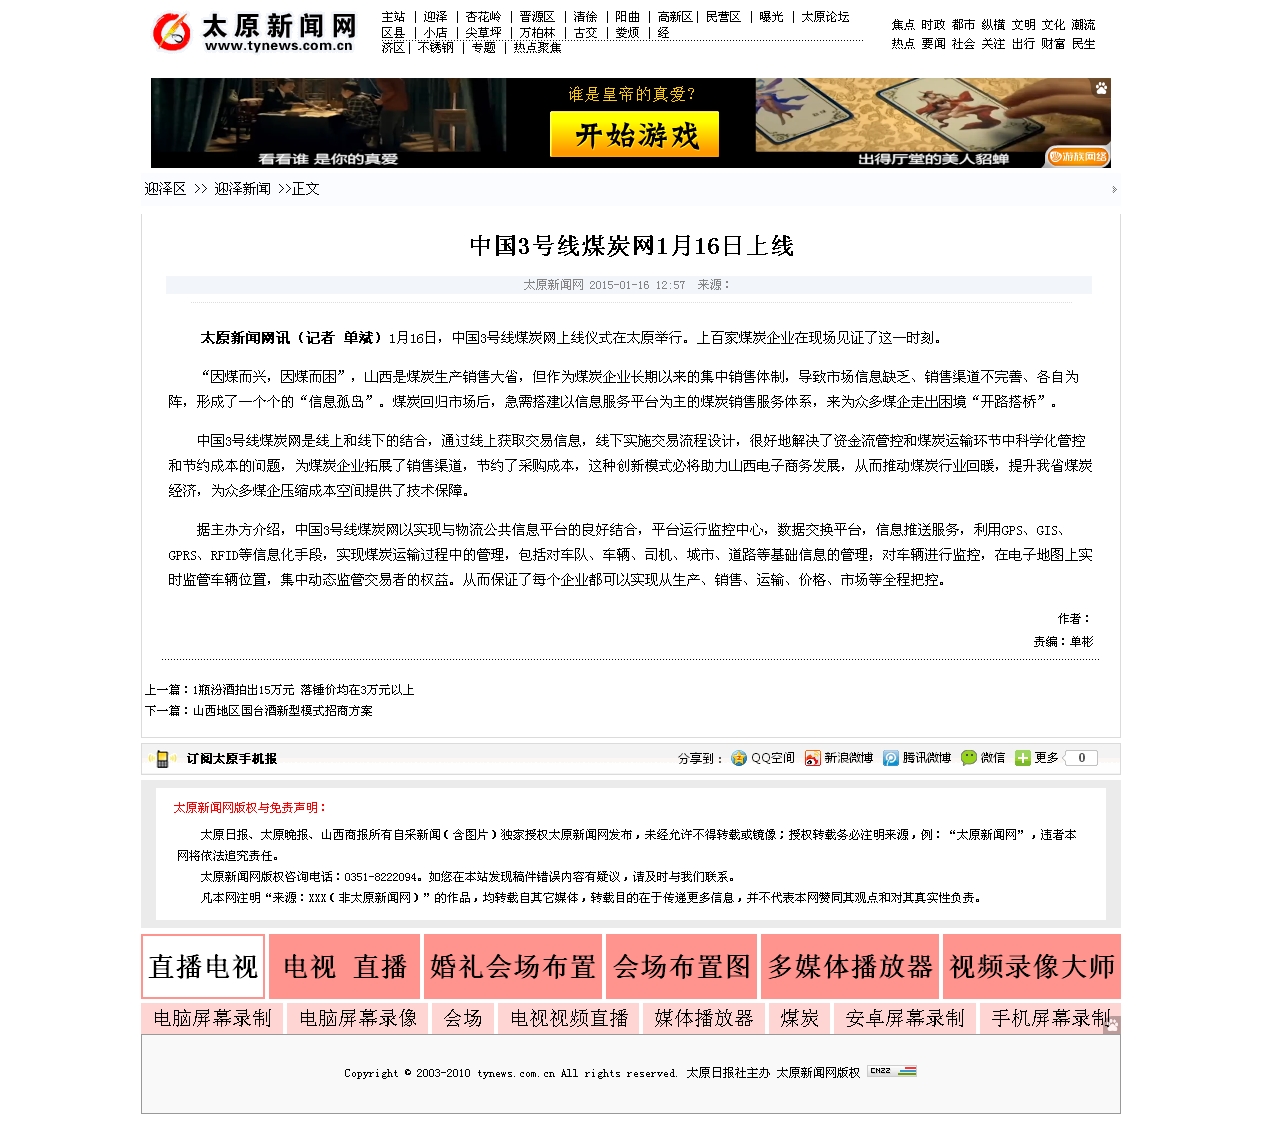 太原新闻网
www.tynews.com.cn
主站 | 迎泽 | 杏花岭 | 晋源区 | 清徐 | 阳曲 | 高新区| 民营区 | 曝光 | 太原论坛
区县 | 小店 | 尖草坪 | 万柏林 | 古交 | 娄烦 | 经
济区| 不锈钢 | 专题 | 热点聚焦
焦点 时政 都市 纵横 文明 文化 潮流
热点 要闻 社会 关注 出行 财富 民生
谁是皇帝的真爱？
开始游戏
看看谁 是你的真爱
出得厅堂的美人貂蝉
游族网络
迎泽区 >> 迎泽新闻 >>正文
中国3号线煤炭网1月16日上线
太原新闻网 2015-01-16 12:57 来源：
太原新闻网讯（记者 单斌）1月16日，中国3号线煤炭网上线仪式在太原举行。上百家煤炭企业在现场见证了这一时刻。
“因煤而兴，因煤而困”，山西是煤炭生产销售大省，但作为煤炭企业长期以来的集中销售体制，导致市场信息缺乏、销售渠道不完善、各自为
阵，形成了一个个的“信息孤岛”。煤炭回归市场后，急需搭建以信息服务平台为主的煤炭销售服务体系，来为众多煤企走出困境“开路搭桥”。
中国3号线煤炭网是线上和线下的结合，通过线上获取交易信息，线下实施交易流程设计，很好地解决了资金流管控和煤炭运输环节中科学化管控
和节约成本的问题，为煤炭企业拓展了销售渠道，节约了采购成本，这种创新模式必将助力山西电子商务发展，从而推动煤炭行业回暖，提升我省煤炭
经济，为众多煤企压缩成本空间提供了技术保障。
据主办方介绍，中国3号线煤炭网以实现与物流公共信息平台的良好结合，平台运行监控中心，数据交换平台，信息推送服务，利用GPS、GIS、
GPRS、RFID等信息化手段，实现煤炭运输过程中的管理，包括对车队、车辆、司机、城市、道路等基础信息的管理；对车辆进行监控，在电子地图上实
时监管车辆位置，集中动态监管交易者的权益。从而保证了每个企业都可以实现从生产、销售、运输、价格、市场等全程把控。
作者：
责编：单彬
上一篇：1瓶汾酒拍出15万元 落锤价均在3万元以上
下一篇：山西地区国台酒新型模式招商方案
订阅太原手机报
分享到： QQ空间 新浪微博 腾讯微博 微信 更多 0
太原新闻网版权与免责声明：
太原日报、太原晚报、山西商报所有自采新闻（含图片）独家授权太原新闻网发布，未经允许不得转载或镜像；授权转载务必注明来源，例：“太原新闻网”，违者本
网将依法追究责任。
太原新闻网版权咨询电话：0351-8222094。如您在本站发现稿件错误内容有疑议，请及时与我们联系。
凡本网注明“来源：XXX（非太原新闻网）”的作品，均转载自其它媒体，转载目的在于传递更多信息，并不代表本网赞同其观点和对其真实性负责。
直播电视 电视 直播 婚礼会场布置 会场布置图 多媒体播放器 视频录像大师
电脑屏幕录制 电脑屏幕录像 会场 电视视频直播 媒体播放器 煤炭 安卓屏幕录制 手机屏幕录制
Copyright © 2003-2010 tynews.com.cn All rights reserved. 太原日报社主办 太原新闻网版权 CNZZ